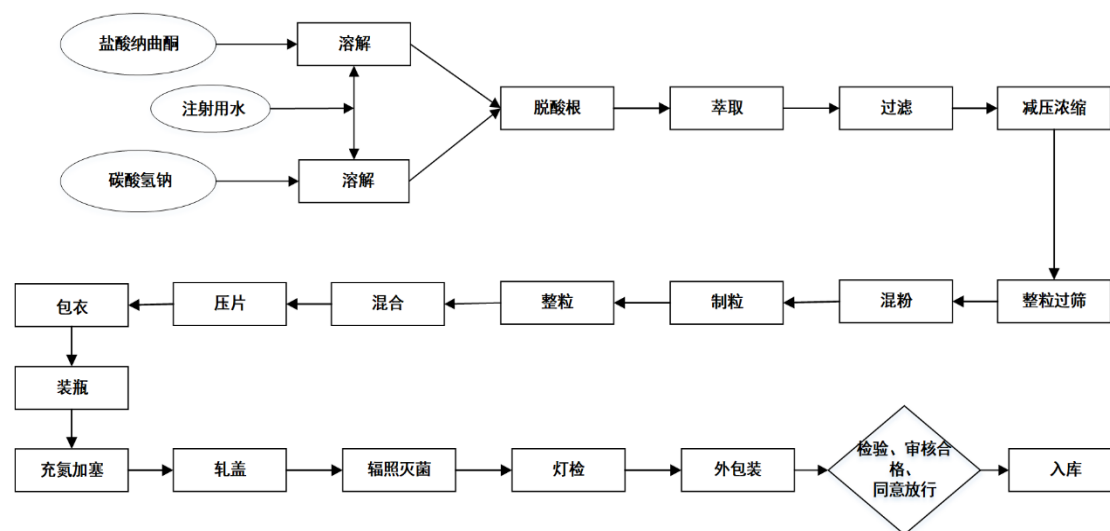 盐酸纳曲酮
溶解
注射用水
碳酸氢钠
溶解
脱酸根
萃取
过滤
减压浓缩
整粒过筛
混粉
制粒
整粒
混合
压片
包衣
装瓶
充氮加塞
轧盖
辐照灭菌
灯检
外包装
检验、审核合
格、
同意放行
入库